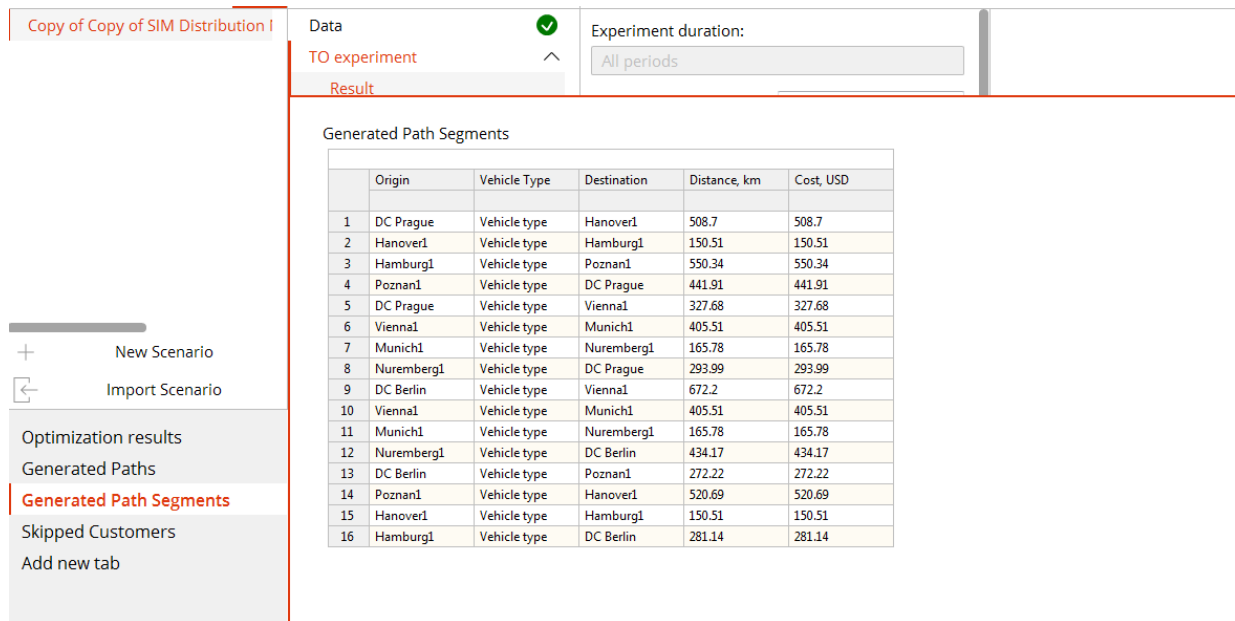 Copy of Copy of SIM Distribution
Data
TO experiment
Result
Experiment duration:
All periods
New Scenario
Import Scenario
Optimization results
Generated Paths
Generated Path Segments
Skipped Customers
Add new tab
Generated Path Segments
Origin Vehicle Type Destination Distance, km Cost, USD
1 DC Prague Vehicle type Hanover1 508.7 508.7
2 Hanover1 Vehicle type Hamburg1 150.51 150.51
3 Hamburg1 Vehicle type Poznan1 550.34 550.34
4 Poznan1 Vehicle type DC Prague 441.91 441.91
5 DC Prague Vehicle type Vienna1 327.68 327.68
6 Vienna1 Vehicle type Munich1 405.51 405.51
7 Munich1 Vehicle type Nuremberg1 165.78 165.78
8 Nuremberg1 Vehicle type DC Prague 293.99 293.99
9 DC Berlin Vehicle type Vienna1 672.2 672.2
10 Vienna1 Vehicle type Munich1 405.51 405.51
11 Munich1 Vehicle type Nuremberg1 165.78 165.78
12 Nuremberg1 Vehicle type DC Berlin 434.17 434.17
13 DC Berlin Vehicle type Poznan1 272.22 272.22
14 Poznan1 Vehicle type Hanover1 520.69 520.69
15 Hanover1 Vehicle type Hamburg1 150.51 150.51
16 Hamburg1 Vehicle type DC Berlin 281.14 281.14